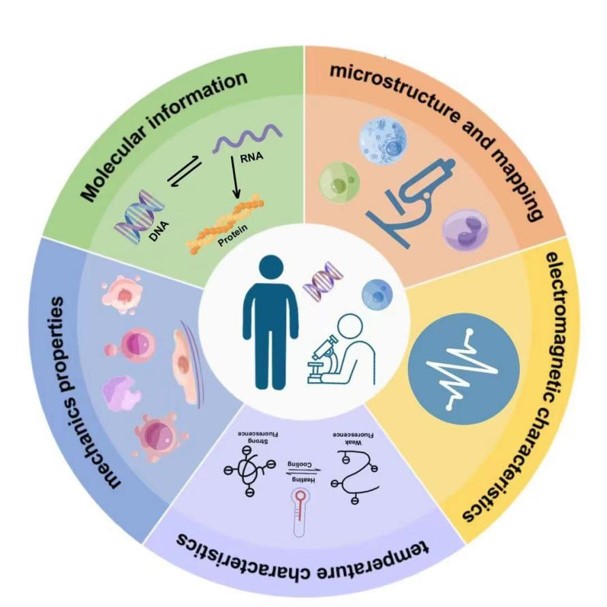 Molecular information
RNA
DNA
Protein
microstructure and mapping
electromagnetic characteristics
temperature characteristics
Heating
Cooling
Weak
Fluorescence
Strong
Fluorescence
mechanics properties